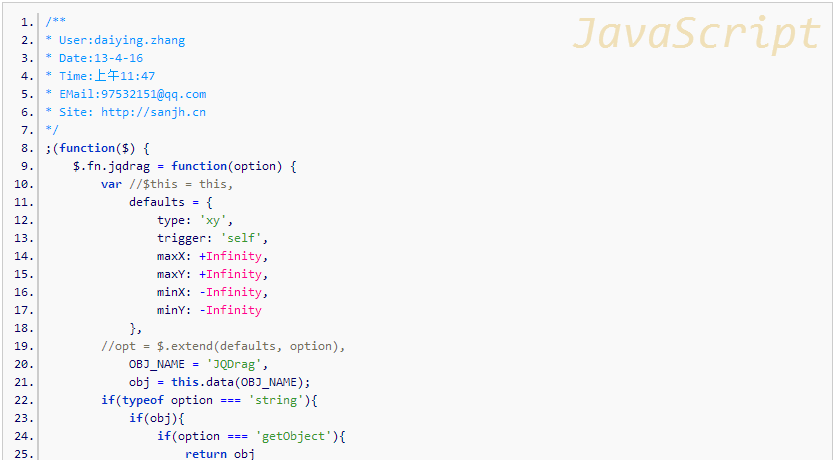 JavaScript
1. /**
2. * User:daiying.zhang
3. * Date:13-4-16
4. * Time:上午11:47
5. * EMail:97532151@qq.com
6. * Site: http://sanjh.cn
7. */
8. ;(function($) {
9.     $.fn.jqdrag = function(option) {
10.         var //$this = this,
11.             defaults = {
12.                 type: 'xy',
13.                 trigger: 'self',
14.                 maxX: +Infinity,
15.                 maxY: +Infinity,
16.                 minX: -Infinity,
17.                 minY: -Infinity
18.             },
19.         //opt = $.extend(defaults, option),
20.             OBJ_NAME = 'JQDrag',
21.             obj = this.data(OBJ_NAME);
22.         if(typeof option === 'string'){
23.             if(obj){
24.                 if(option === 'getObject'){
25.                     return obj